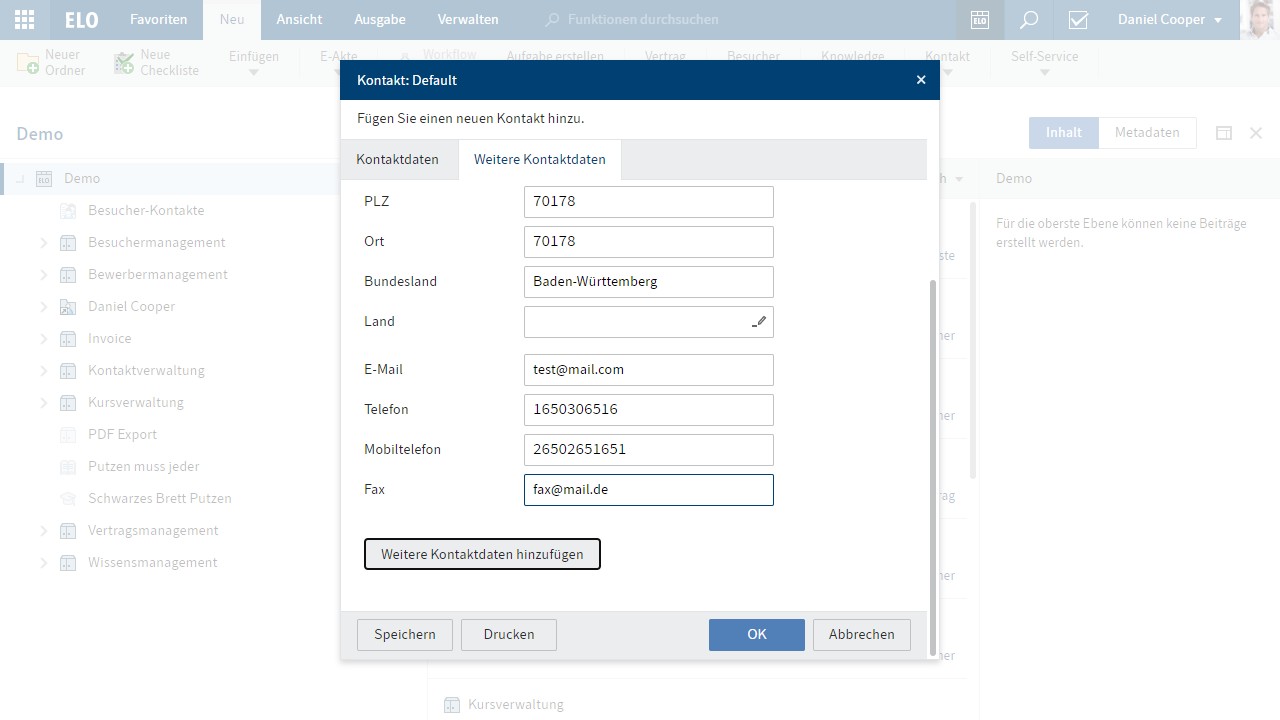 ELO
Favoriten
Neu
Ansicht
Ausgabe
Verwalten
Funktionen durchsuchen
ELO
Daniel Cooper
Neuer
Ordner
Neue
Checkliste
Einfügen
E-Akte
Workflow
Aufgabe erstellen
Vertrag
Besucher
Knowledge
Kontakt
Self-Service
Kontakt: Default
Fügen Sie einen neuen Kontakt hinzu.
Kontaktdaten
Weitere Kontaktdaten
PLZ
70178
Ort
70178
Bundesland
Baden-Württemberg
Land
E-Mail
test@mail.com
Telefon
1650306516
Mobiltelefon
26502651651
Fax
fax@mail.de
Weitere Kontaktdaten hinzufügen
Speichern
Drucken
OK
Abbrechen
Demo
Inhalt
Metadaten
ELO
Demo
Besucher-Kontakte
Besuchermanagement
Bewerbermanagement
Daniel Cooper
Invoice
Kontaktverwaltung
Kursverwaltung
PDF Export
Putzen muss jeder
Schwarzes Brett Putzen
Vertragsmanagement
Wissensmanagement
Kursverwaltung
Demo
Für die oberste Ebene können keine Beiträge
erstellt werden.